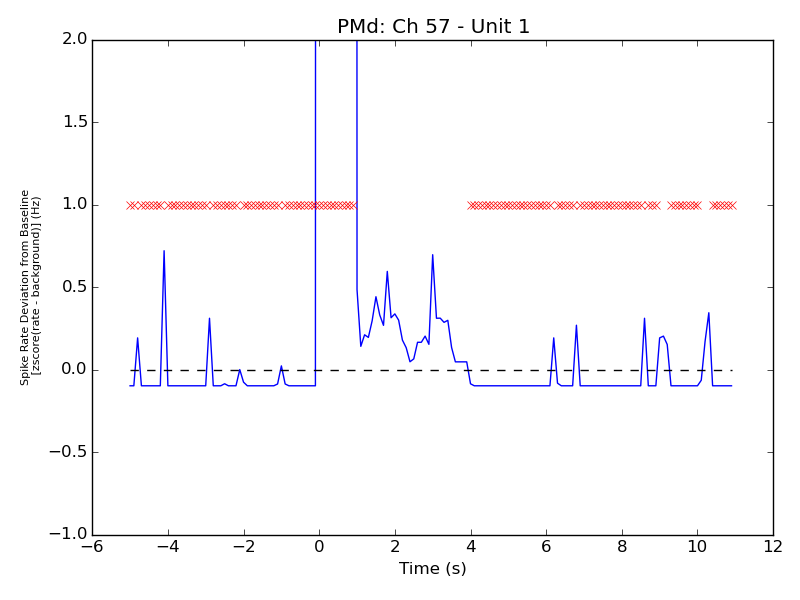 PMd: Ch 57 - Unit 1
2.0
1.5
1.0
0.5
0.0
−0.5
−1.0
Spike Rate Deviation from Baseline
[zscore(rate - background)] (Hz)
−6 −4 −2 0 2 4 6 8 10 12
Time (s)